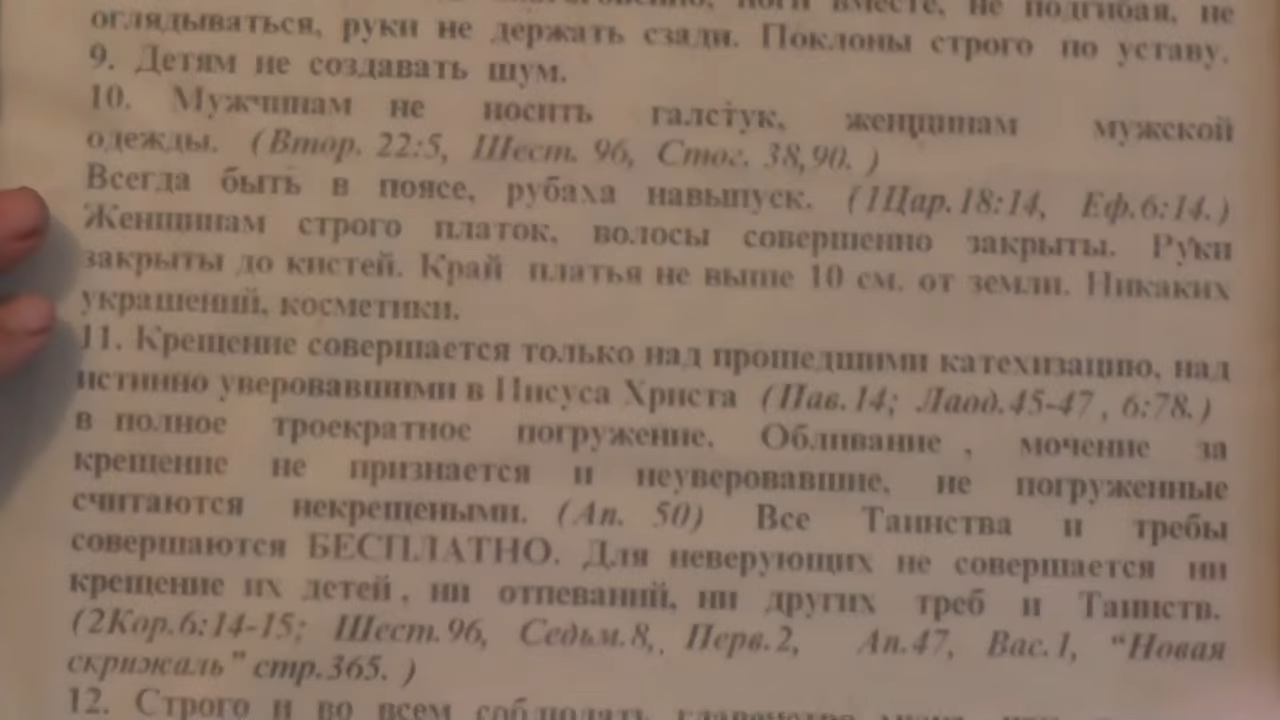 вместе, не подгибая, не
оглядываться, руки не держать сзади. Поклоны строго по уставу.
9. Детям не создавать шум.
10. Мужчинам не носить галстук, женщинам мужской
одежды. (Втор. 22:5, Шест. 96, Стог. 38,90. )
Всегда быть в поясе, рубаха навыпуск. (1Цар.18:14, Еф.6:14.)
Женщинам строго платок, волосы совершенно закрыты. Руки
закрыты до кистей. Край платья не выше 10 см. от земли. Никаких
украшений, косметики.
11. Крещение совершается только над прошедшими катехизацию, над
истинно уверовавшими в Иисуса Христа (Лав.14; Лаод.45-47, 6:78.)
в полное троекратное погружение. Обливание , мочение за
крещение не признается и неуверовавшие, не погруженные
считаются некрещеными. (Ап. 50) Все Таинства и требы
совершаются БЕСПЛАТНО. Для неверующих не совершается ни
крещение их детей, ни отпеваний, ни других треб и Таинств.
(2Кор.6:14-15; Шест.96, Седьм.8,. Перв.2, Ап.47, Вас.1, “Новая
скрижаль” стр.365. )
12. Строго и во всем соблюдать